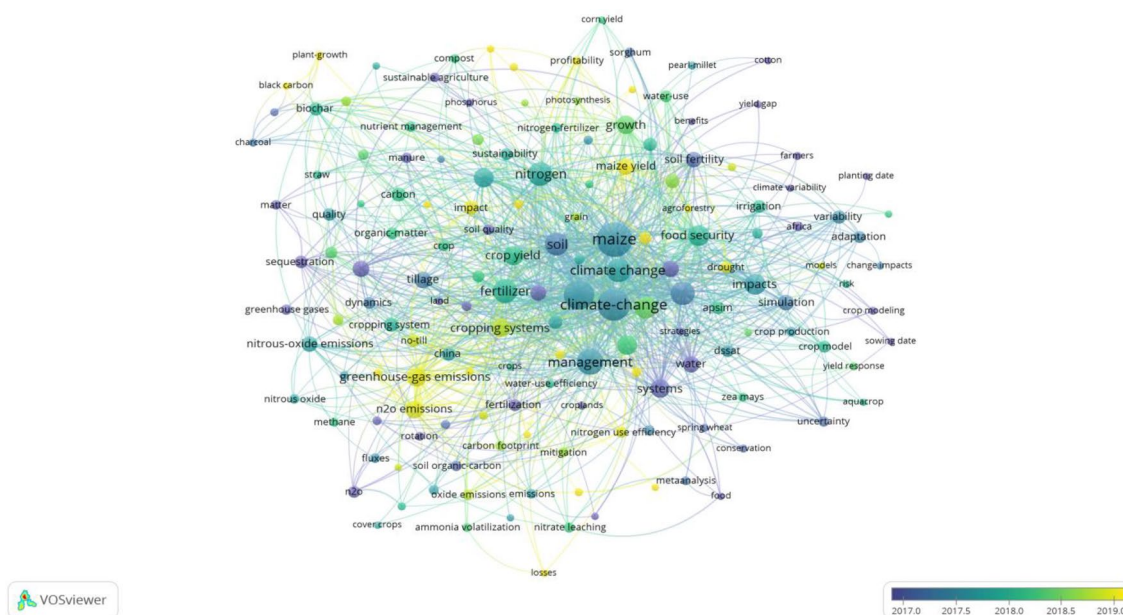 corn yield
plant-growth
compost
profitability
sorghum
pearl-millet
cotton
sustainable agriculture
black carbon
phosphorus
photosynthesis
water-use
yield gap
biochar
benefits
nutrient management
nitrogen-fertilizer
growth
charcoal
manure
sustainability
maize yield
soil fertility
farmers
straw
nitrogen
planting date
climate variability
carbon
matter
impact
agroforestry
irrigation
quality
grain
variability
soil quality
africa
organic-matter
food security
adaptation
crop
soil
maize
crop yield
sequestration
climate change
drought
models
change impacts
tillage
impacts
risk
fertilizer
dynamics
land
climate-change
simulation
greenhouse gases
apsim
crop modeling
cropping system
cropping systems
strategies
crop production
sowing date
no-till
nitrous-oxide emissions
china
dssat
crop model
management
water
crops
yield response
greenhouse-gas emissions
water-use efficiency
systems
nitrous oxide
zea mays
aquacrop
n2o emissions
fertilization
croplands
methane
uncertainty
rotation
nitrogen use efficiency
spring wheat
carbon footprint
mitigation
conservation
fluxes
soil organic-carbon
metaanalysis
n2o
oxide emissions
emissions
food
cover crops
ammonia volatilization
nitrate leaching
losses
VOSviewer
2017.0
2017.5
2018.0
2018.5
2019.0